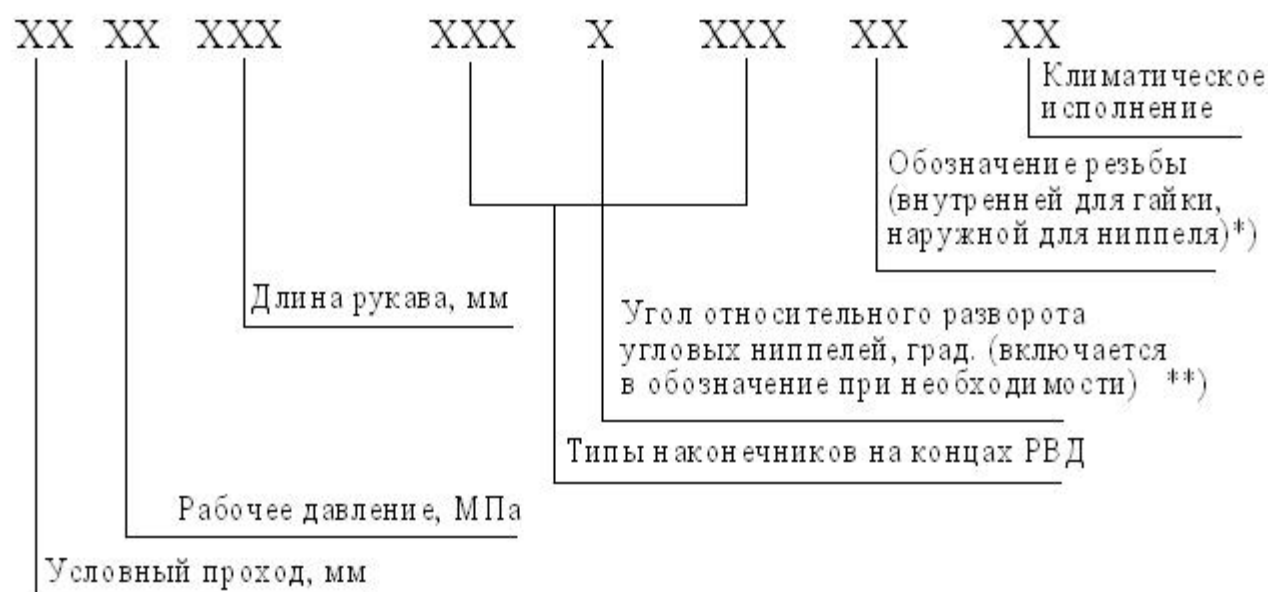 XX XX XXX XXX X XXX XX XX
Климатическое
исполнение
Обозначение резьбы
(внутренней для гайки,
наружной для ниппеля)*)
Длина рукава, мм
Угол относительного разворота
угловых ниппелей, град. (включается
в обозначение при необходимости) **)
Типы наконечников на концах РВД
Рабочее давление, МПа
Условный проход, мм